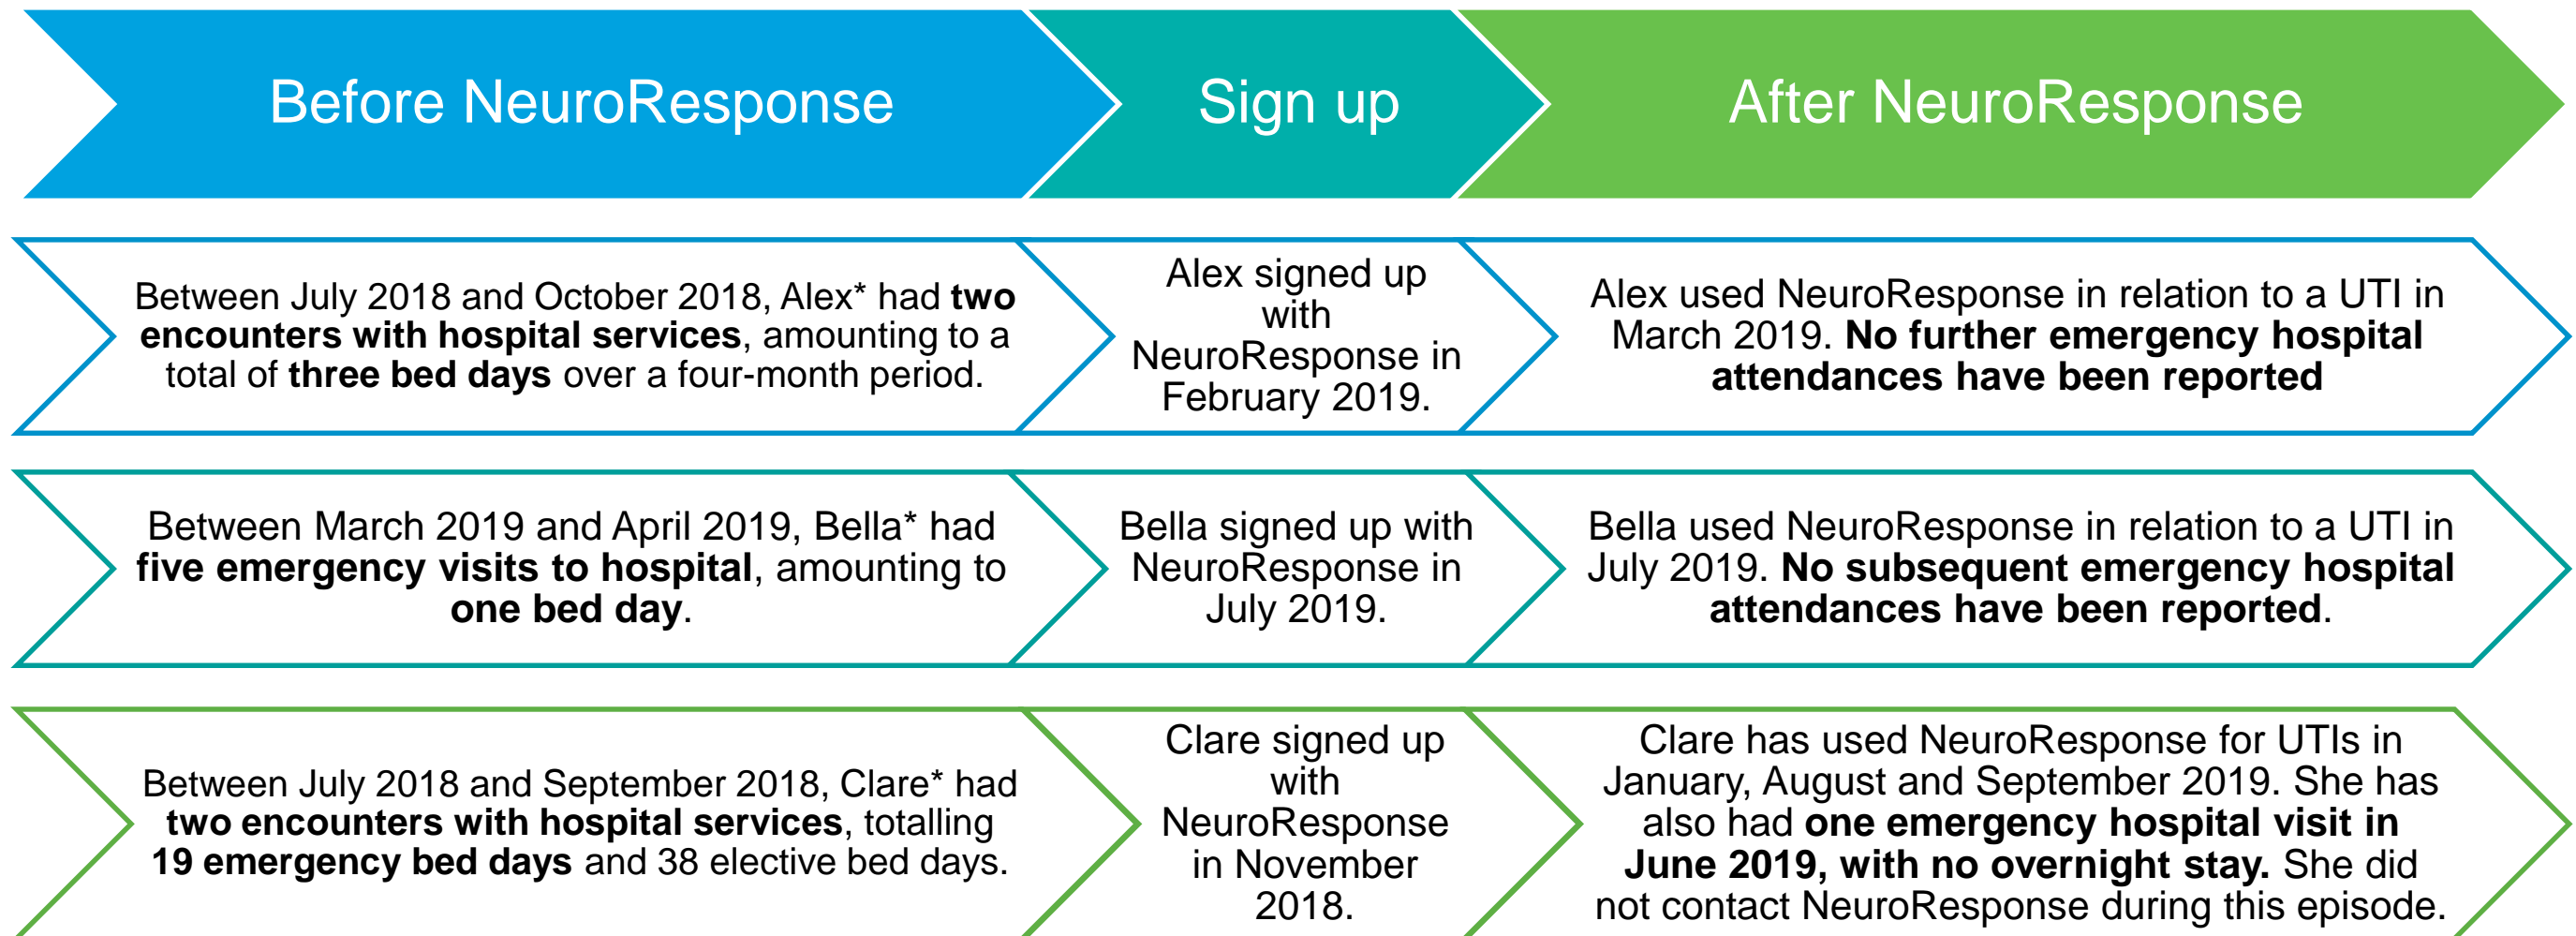 Before NeuroResponse
Sign up
After NeuroResponse
Between July 2018 and October 2018, Alex* had two
encounters with hospital services, amounting to a
total of three bed days over a four-month period.
Alex signed up
with
NeuroResponse in
February 2019.
Alex used NeuroResponse in relation to a UTI in
March 2019. No further emergency hospital
attendances have been reported
Between March 2019 and April 2019, Bella* had
five emergency visits to hospital, amounting to
one bed day.
Bella signed up with
NeuroResponse in
July 2019.
Bella used NeuroResponse in relation to a UTI in
July 2019. No subsequent emergency hospital
attendances have been reported.
Between July 2018 and September 2018, Clare* had
two encounters with hospital services, totalling
19 emergency bed days and 38 elective bed days.
Clare signed up
with
NeuroResponse
in November
2018.
Clare has used NeuroResponse for UTIs in
January, August and September 2019. She has
also had one emergency hospital visit in
June 2019, with no overnight stay. She did
not contact NeuroResponse during this episode.